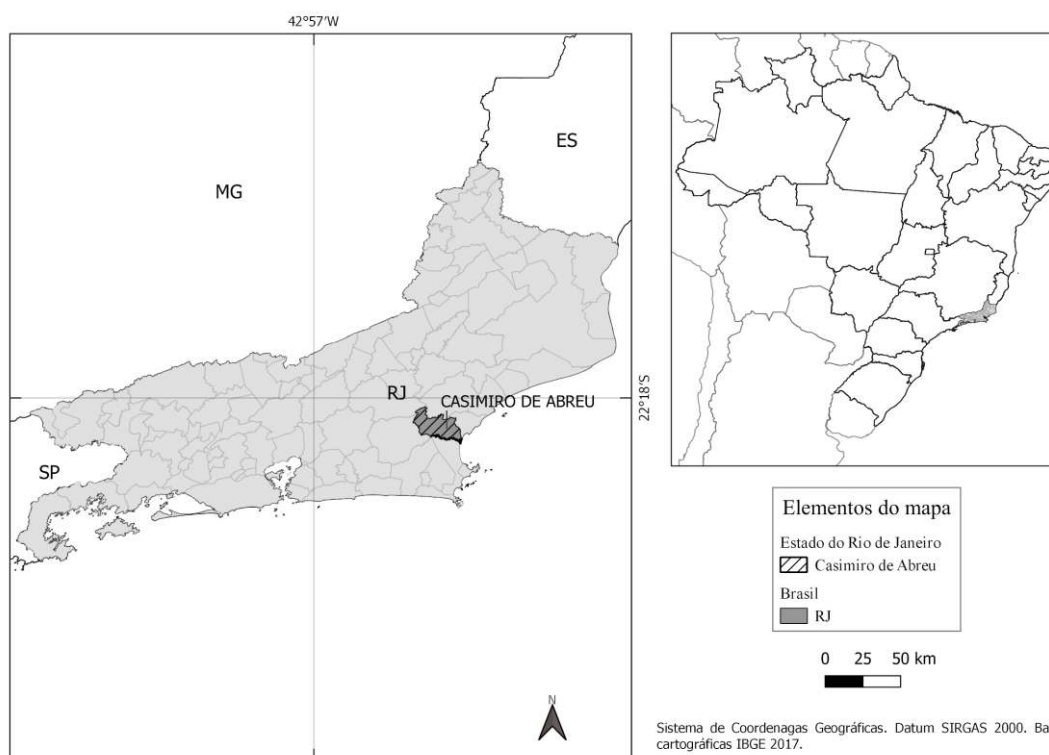 42°57'W
ES
MG
RJ
CASIMIRO DE ABREU
22°18'S
SP
N
Elementos do mapa
Estado do Rio de Janeiro
Casimiro de Abreu
Brasil
RJ
0 25 50 km
Sistema de Coordenagas Geográficas. Datum SIRGAS 2000. Ba
cartográficas IBGE 2017.